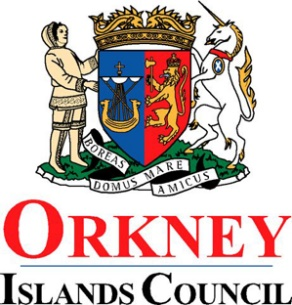 BOREAS
DOMUS MARE
AMICUS
ORKNEY
ISLANDS COUNCIL